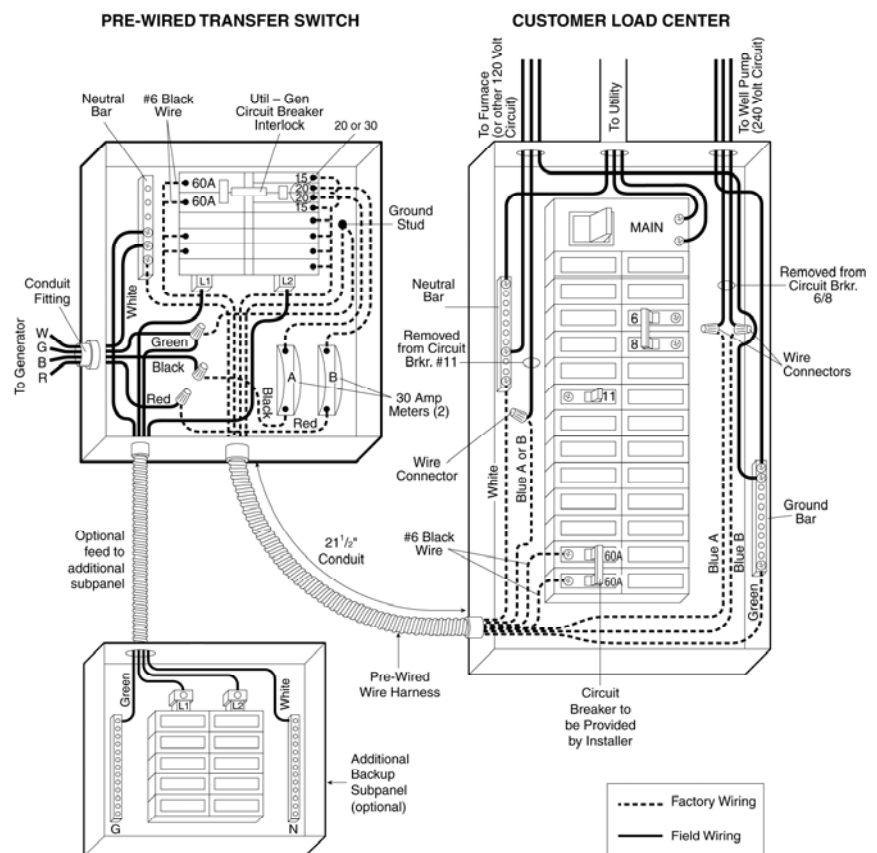 PRE-WIRED TRANSFER SWITCH
CUSTOMER LOAD CENTER
Neutral
Bar
#6 Black
Wire
Util – Gen
Circuit Breaker
Interlock
20 or 30
60A
60A
15
20
20
15
Ground
Stud
L1
L2
White
Conduit
Fitting
To Generator
W
G
B
R
Green
Black
Red
Black
Red
A
B
30 Amp
Meters (2)
Optional
feed to
additional
subpanel
21 1/2"
Conduit
Pre-Wired
Wire Harness
Green
White
L1
L2
G
N
Additional
Backup
Subpanel
(optional)
To Furnace
(or other 120 Volt
Circuit)
To Utility
To Well Pump
(240 Volt Circuit)
MAIN
Neutral
Bar
Removed
from Circuit
Brkr. #11
Wire
Connector
6
8
11
Removed from
Circuit Brkr.
6/8
Wire
Connectors
White
Blue A or B
#6 Black
Wire
60A
60A
Blue A
Blue B
Green
Ground
Bar
Circuit
Breaker to
be Provided
by Installer
Factory Wiring
Field Wiring